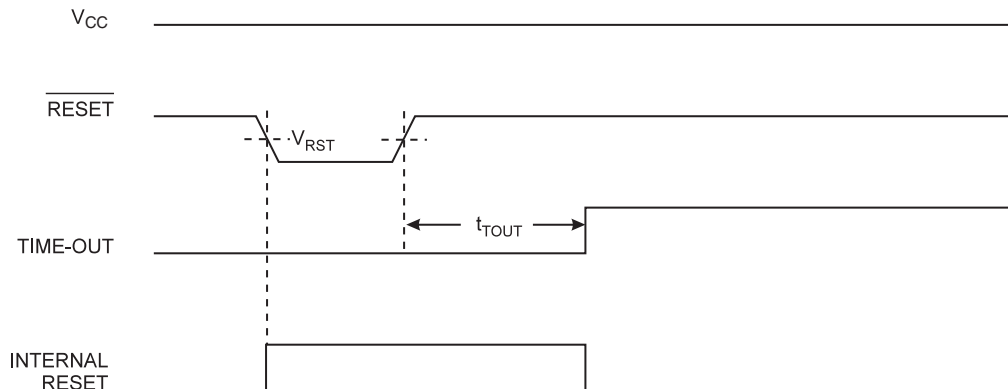 VCC
RESET
VRST
tTOUT
TIME-OUT
INTERNAL
RESET